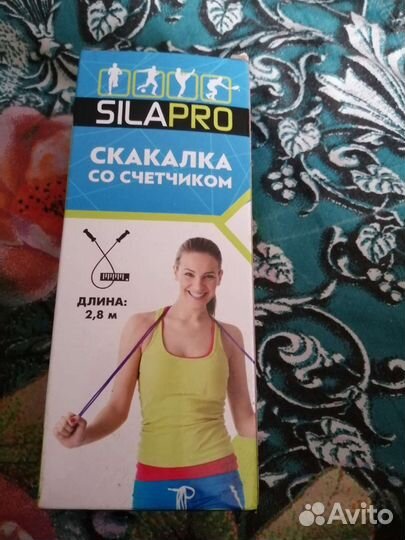 SILAPRO
СКАКАЛКА
СО СЧЕТЧИКОМ
ДЛИНА:
2,8 м
Avito